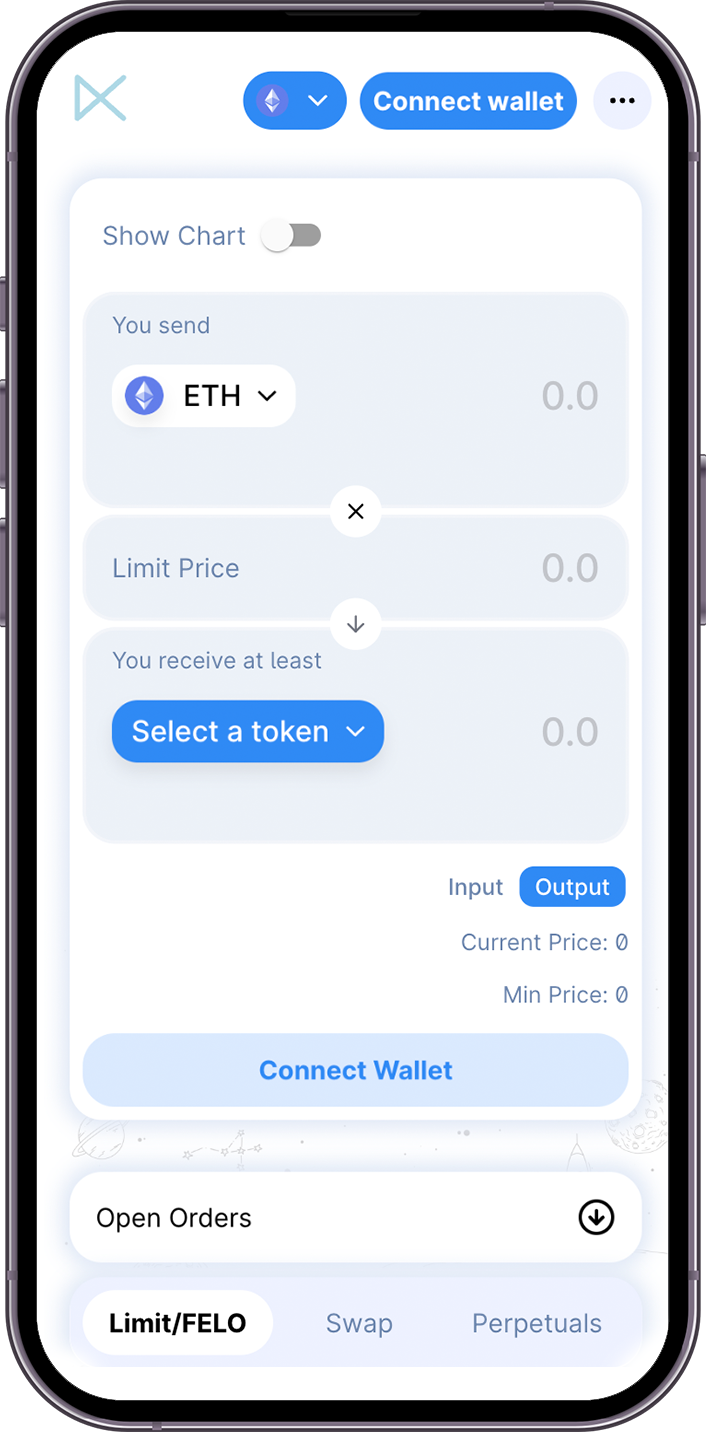 Connect wallet
Show Chart
You send
ETH
0.0
Limit Price
0.0
You receive at least
Select a token
0.0
Input
Output
Current Price: 0
Min Price: 0
Connect Wallet
Open Orders
Limit/FELO
Swap
Perpetuals